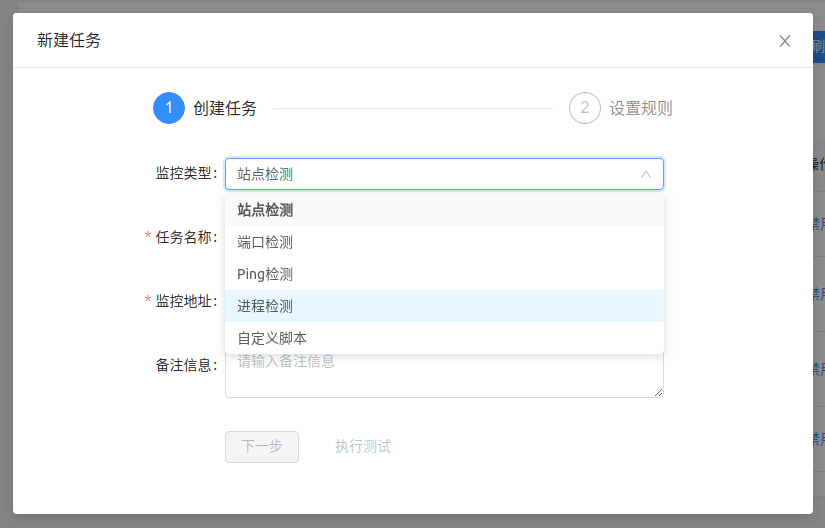 新建任务
刷
1 创建任务
2 设置规则
监控类型:
站点检测
站点检测
* 任务名称:
端口检测
Ping检测
* 监控地址:
进程检测
自定义脚本
备注信息:
请输入备注信息
下一步
执行测试